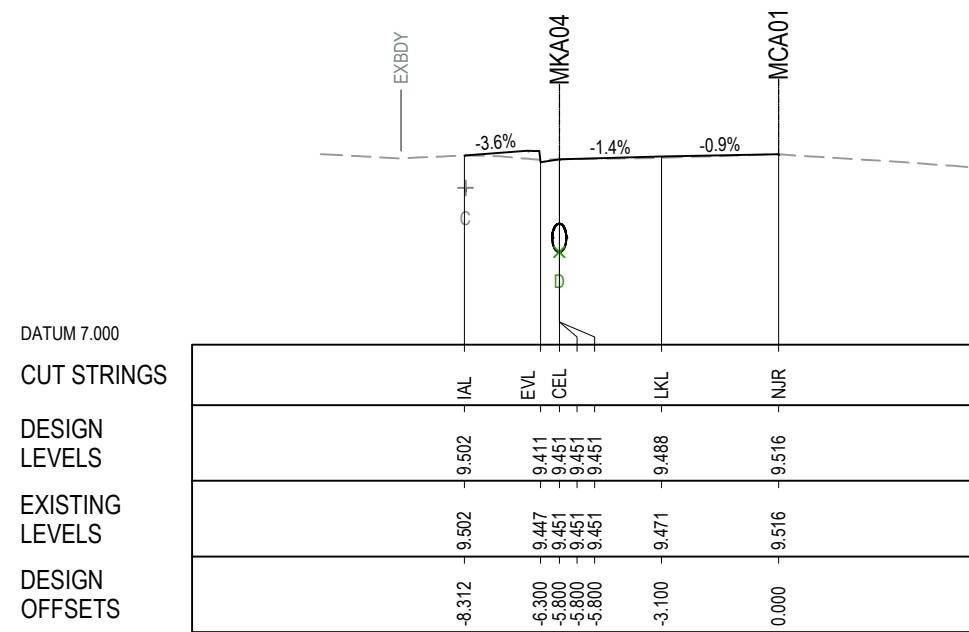 EXBDY
MKA04
MCA01
-3.6%
-1.4%
-0.9%
C
D
DATUM 7.000
CUT STRINGS
IAL
EVL
CEL
LKL
NJR
DESIGN
LEVELS
9.502
9.411
9.451
9.451
9.451
9.488
9.516
EXISTING
LEVELS
9.502
9.447
9.451
9.451
9.451
9.471
9.516
DESIGN
OFFSETS
-8.312
-6.300
-5.800
-5.800
-5.800
-3.100
0.000